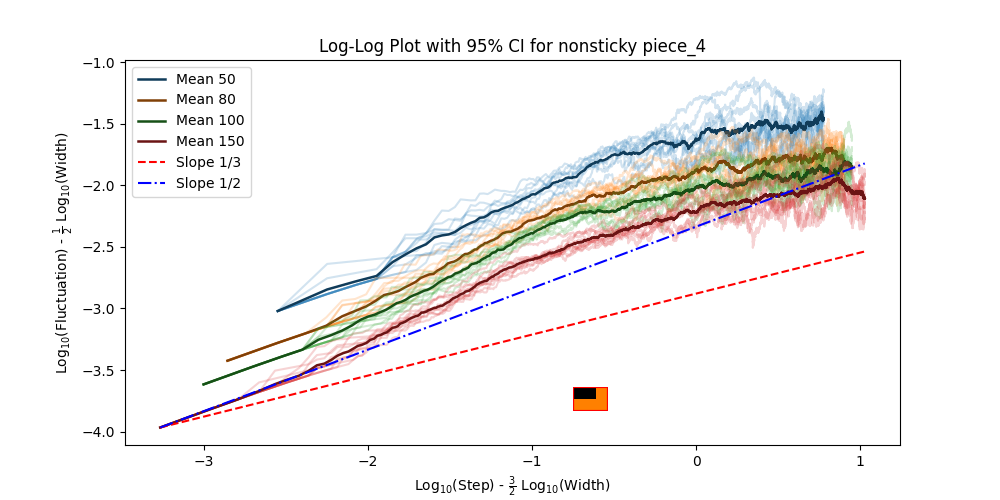 Log-Log Plot with 95% CI for nonsticky piece_4
Log₁₀(Fluctuation) - 1/2 Log₁₀(Width)
−1.0
−1.5
−2.0
−2.5
−3.0
−3.5
−4.0
Mean 50
Mean 80
Mean 100
Mean 150
Slope 1/3
Slope 1/2
−3
−2
−1
0
1
Log₁₀(Step) - 3/2 Log₁₀(Width)